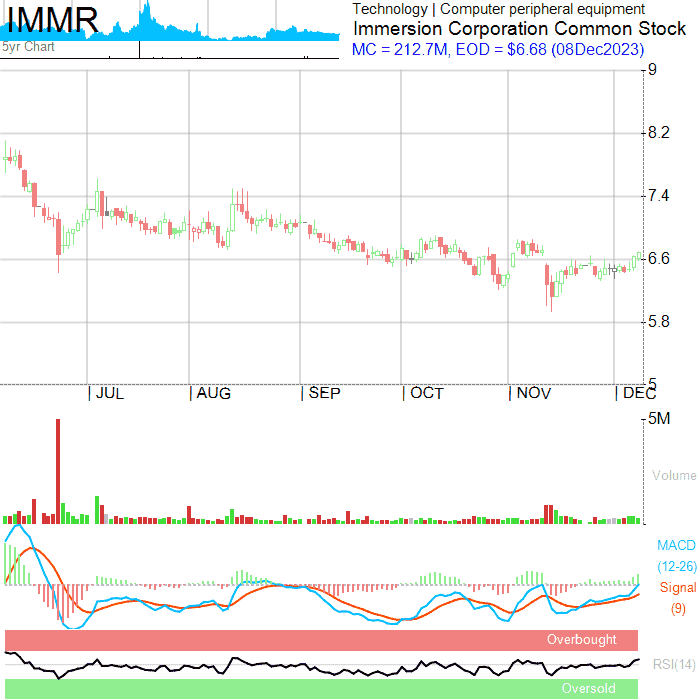 IMMR
5yr Chart
Technology | Computer peripheral equipment
Immersion Corporation Common Stock
MC = 212.7M, EOD = $6.68 (08Dec2023)
9
8.2
7.4
6.6
5.8
5
| JUL | AUG | SEP | OCT | NOV | DEC
5M
Volume
MACD
(12-26)
Signal
(9)
Overbought
RSI(14)
Oversold